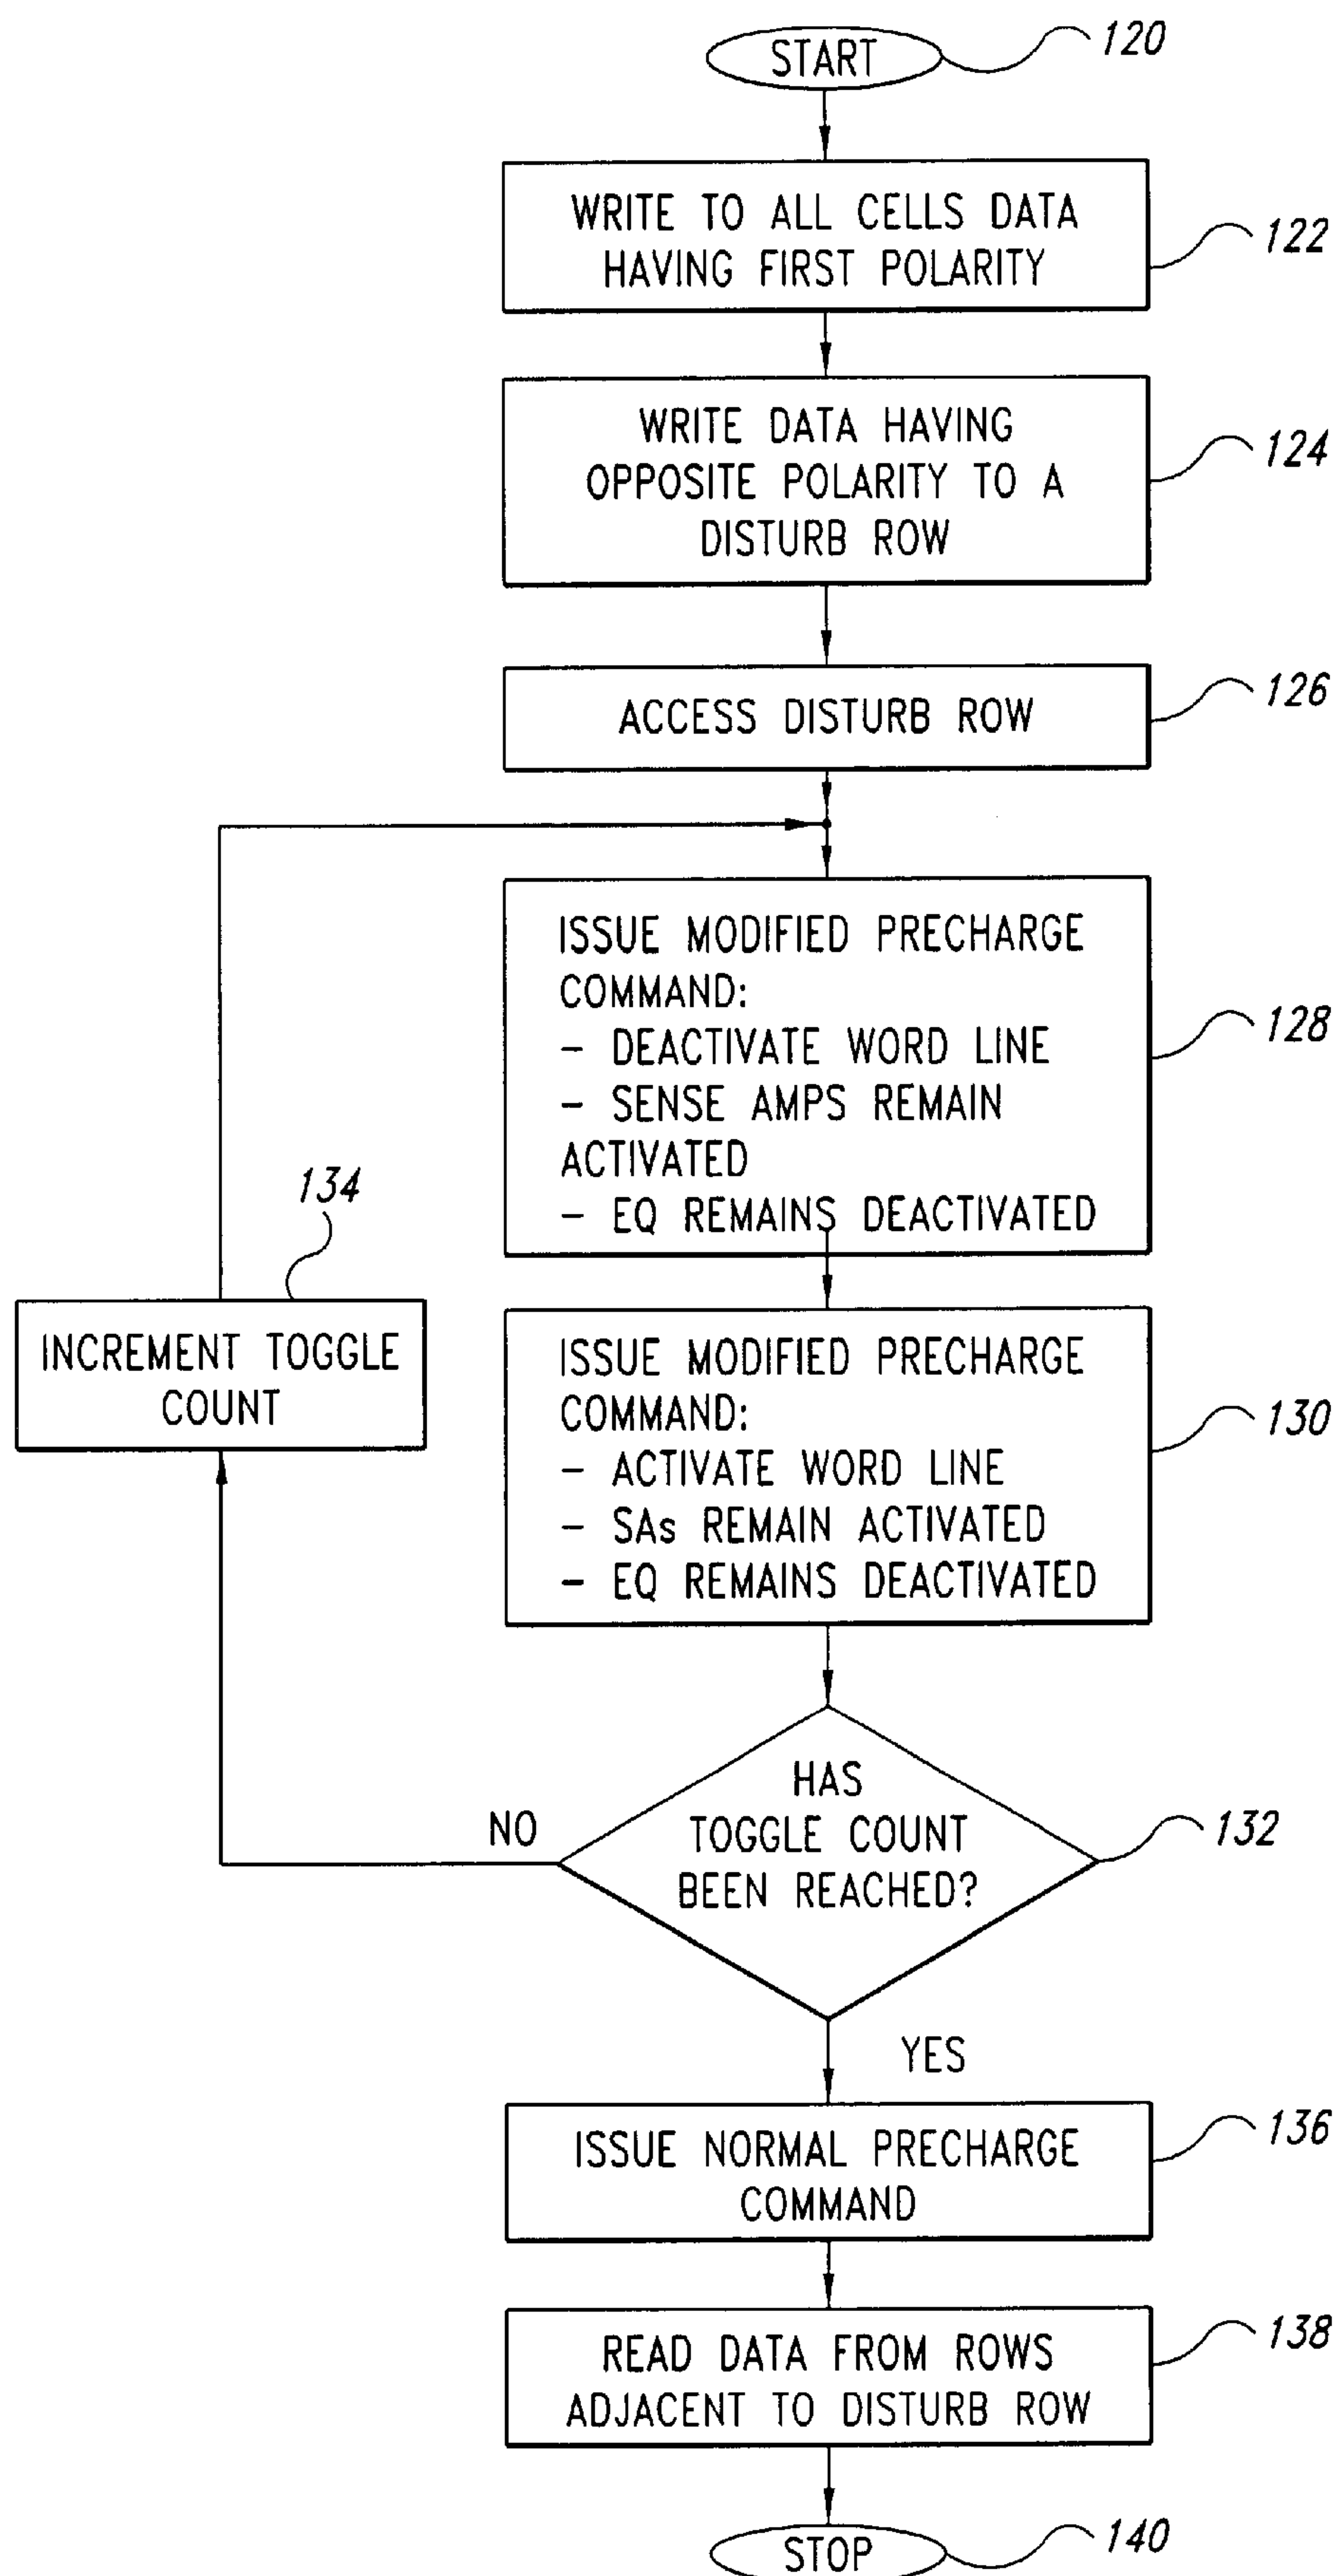 START
120
WRITE TO ALL CELLS DATA
HAVING FIRST POLARITY
122
WRITE DATA HAVING
OPPOSITE POLARITY TO A
DISTURB ROW
124
ACCESS DISTURB ROW
126
ISSUE MODIFIED PRECHARGE
COMMAND:
- DEACTIVATE WORD LINE
- SENSE AMPS REMAIN
ACTIVATED
- EQ REMAINS DEACTIVATED
128
134
INCREMENT TOGGLE
COUNT
ISSUE MODIFIED PRECHARGE
COMMAND:
- ACTIVATE WORD LINE
- SAs REMAIN ACTIVATED
- EQ REMAINS DEACTIVATED
130
HAS
TOGGLE COUNT
BEEN REACHED?
132
NO
YES
ISSUE NORMAL PRECHARGE
COMMAND
136
READ DATA FROM ROWS
ADJACENT TO DISTURB ROW
138
STOP
140